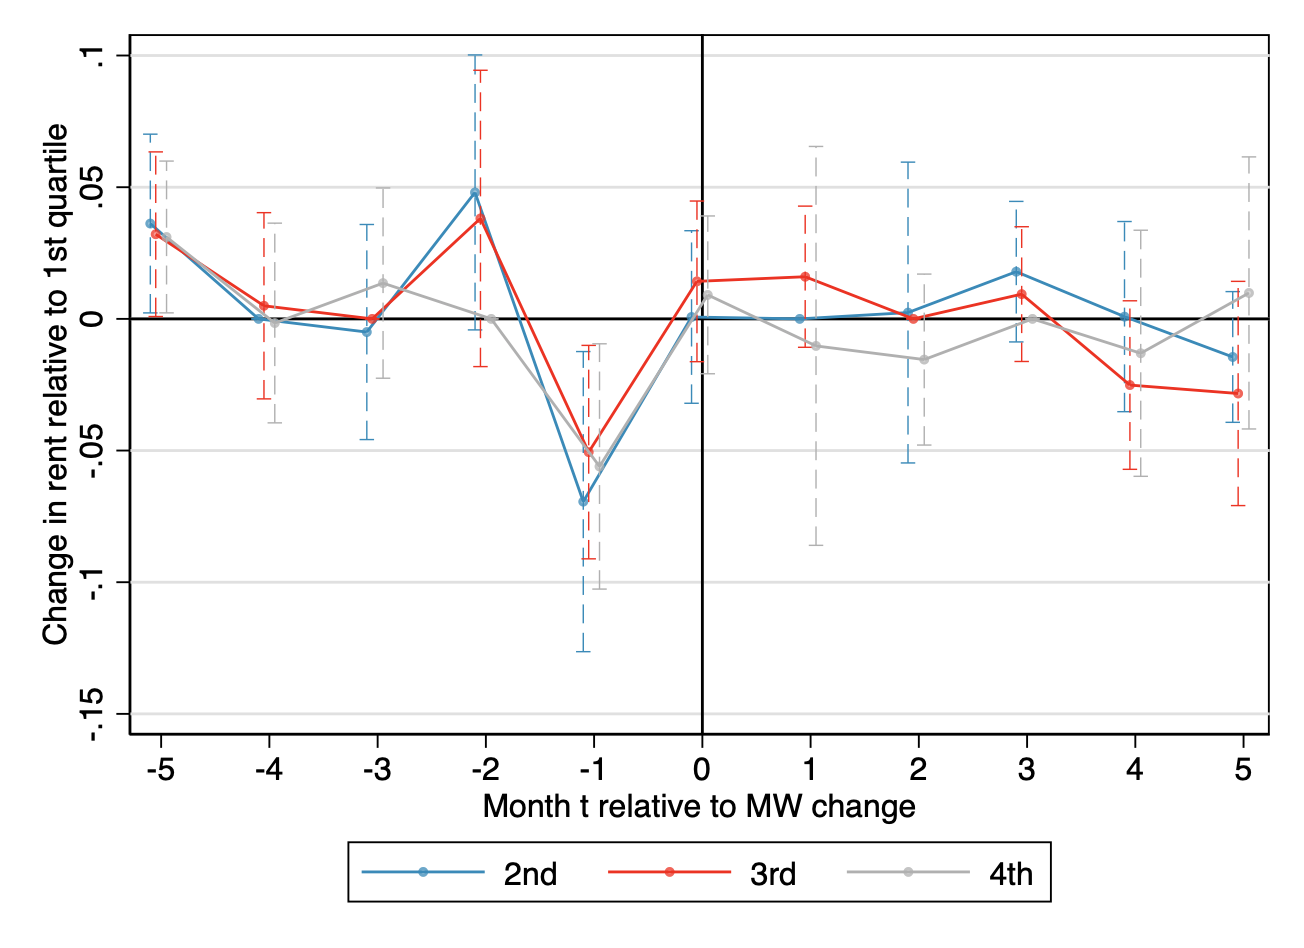 Change in rent relative to 1st quartile
.1
.05
0
-.05
-.1
-.15
-5 -4 -3 -2 -1 0 1 2 3 4 5
Month t relative to MW change
2nd 3rd 4th